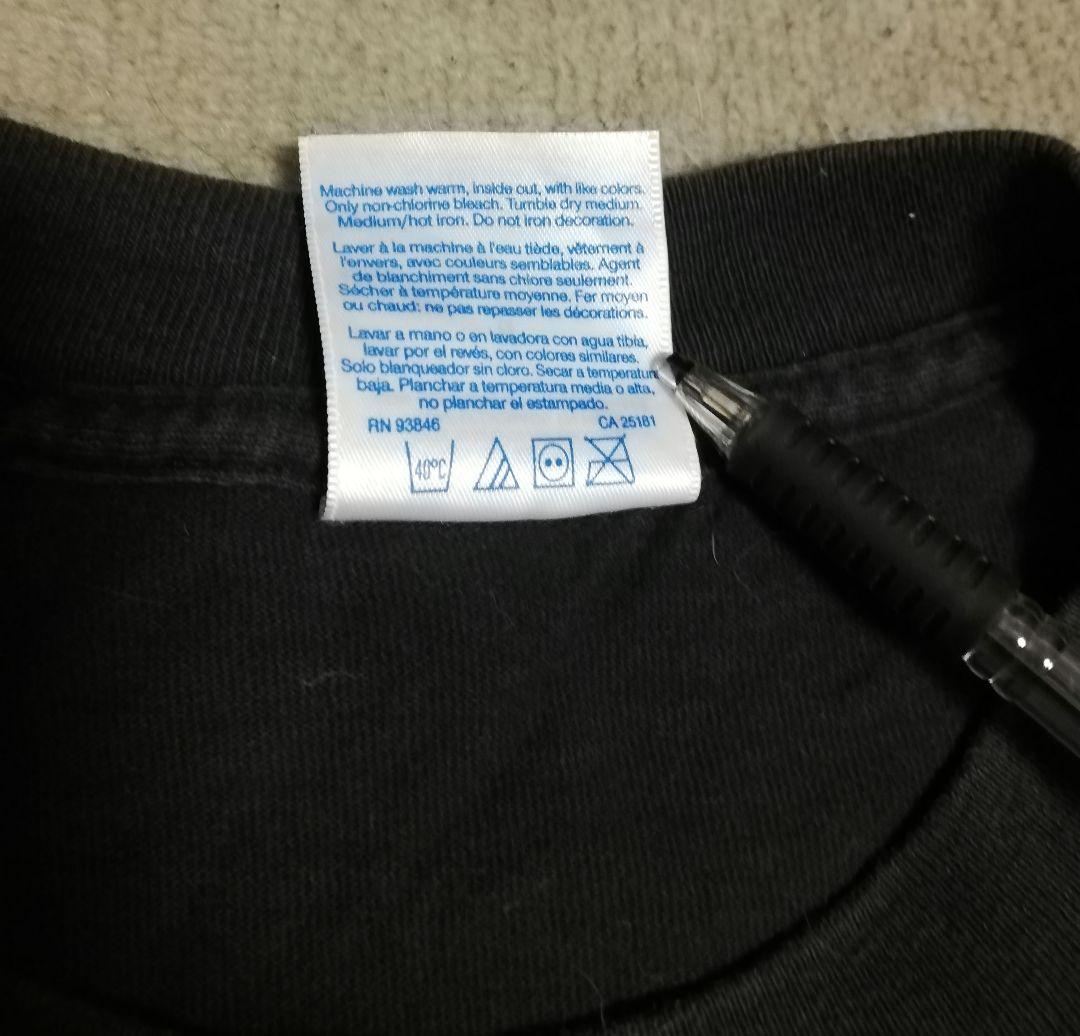 Machine wash warm, inside out, with like colors.
Only non-chlorine bleach. Tumble dry medium.
Medium/hot iron. Do not iron decoration.
Laver à la machine à l'eau tiède, vêtement à
l'envers, avec couleurs semblables. Agent
de blanchiment sans chlore seulement.
Sécher à température moyenne. Fer moyen
ou chaud; ne pas repasser les décorations.
Lavar a mano o en lavadora con agua tibia,
lavar por el revés, con colores similares.
Solo blanqueador sin cloro. Secar a temperatura
baja. Planchar a temperatura media o alta,
no planchar el estampado.
RN 93846 CA 25181
40°C